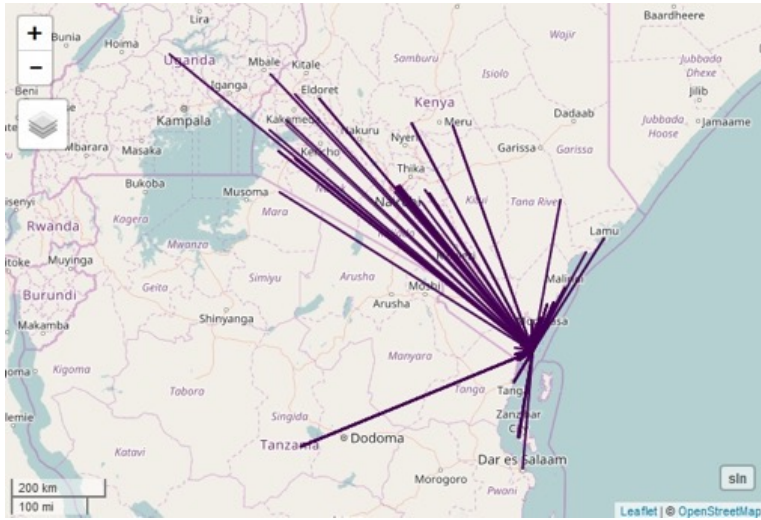 Lira
Baardheere
+
Bunia
Hoima
Mbale
Kitale
Wajir
Uganda
Samburu
−
Isiolo
Jubbada
Dhexe
Iganga
Eldoret
Beni
Kenya
Jilib
Kampala
Kakamega
Meru
Dadaab
Jubbada
Hoose
Jamaame
Nakuru
Nyeri
Mbarara
Masaka
Kericho
Garissa
Garissa
Thika
Bukoba
Musoma
Narok
Kitui
Tana River
Kagera
Mara
Rwanda
Mwanza
Lamu
Muyinga
Simiyu
Arusha
Malindi
Burundi
Geita
Moshi
Arusha
Shinyanga
Makamba
Manyara
Kigoma
Tabora
Tanga
Tanga
Singida
Zanzibar
Tanzania
Dodoma
Katavi
Dar es Salaam
Morogoro
Pwani
sln
200 km
100 mi
Leaflet | © OpenStreetMap